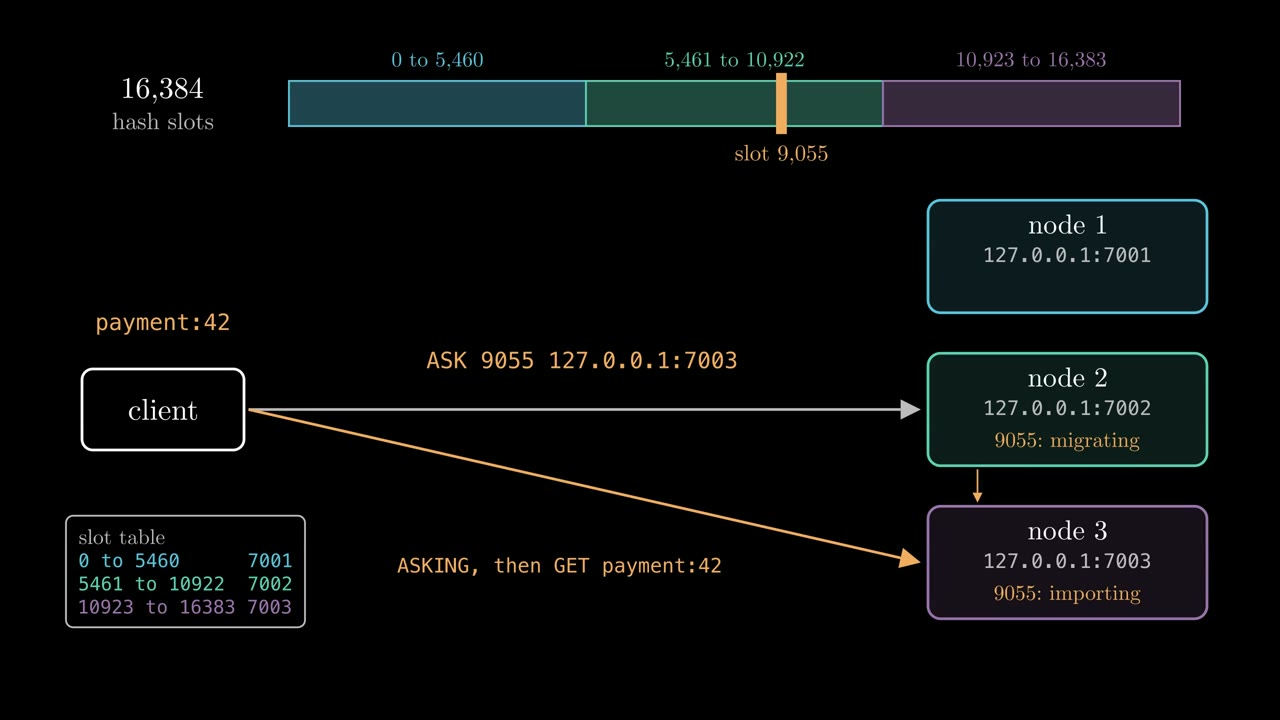 0 to 5,460
5,461 to 10,922
10,923 to 16,383
16,384
hash slots
slot 9,055
node 1
127.0.0.1:7001
payment:42
ASK 9055 127.0.0.1:7003
client
node 2
127.0.0.1:7002
9055: migrating
slot table
0 to 5460 7001
5461 to 10922 7002
10923 to 16383 7003
ASKING, then GET payment:42
node 3
127.0.0.1:7003
9055: importing